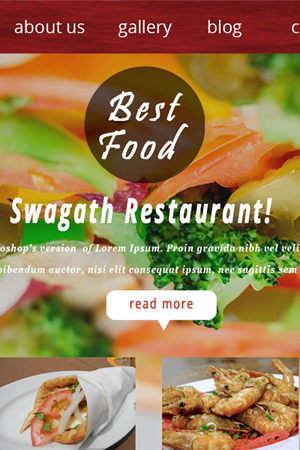 about us gallery blog c
Best
Food
Swagath Restaurant!
oshop's version of Lorem Ipsum. Proin gravida nibh vel veli
bibendum auctor, nisi elit consequat ipsum, nec sagittis sem
read more